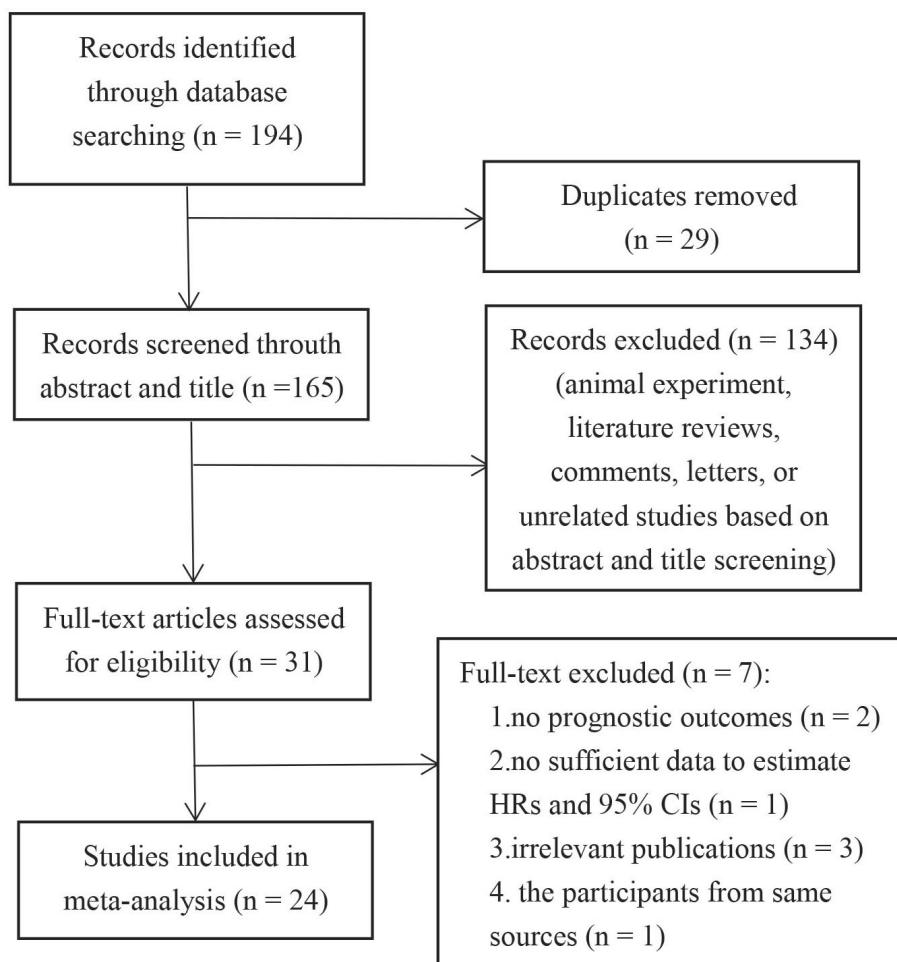 Records identified
through database
searching (n = 194)
Duplicates removed
(n = 29)
Records screened throuth
abstract and title (n =165)
Records excluded (n = 134)
(animal experiment,
literature reviews,
comments, letters, or
unrelated studies based on
abstract and title screening)
Full-text articles assessed
for eligibility (n = 31)
Full-text excluded (n = 7):
1.no prognostic outcomes (n = 2)
2.no sufficient data to estimate
HRs and 95% CIs (n = 1)
3.irrelevant publications (n = 3)
4. the participants from same
sources (n = 1)
Studies included in
meta-analysis (n = 24)